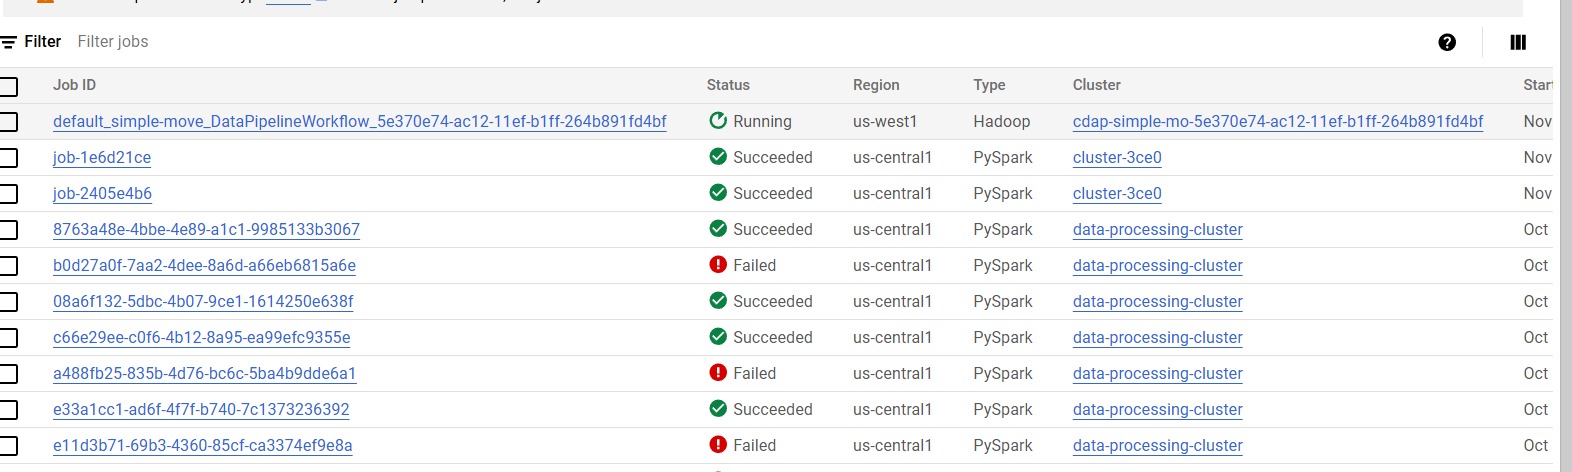 Filter Filter jobs
Job ID Status Region Type Cluster Start
default_simple-move_DataPipelineWorkflow_5e370e74-ac12-11ef-b1ff-264b891fd4bf Running us-west1 Hadoop cdap-simple-mo-5e370e74-ac12-11ef-b1ff-264b891fd4bf Nov
job-1e6d21ce Succeeded us-central1 PySpark cluster-3ce0 Nov
job-2405e4b6 Succeeded us-central1 PySpark cluster-3ce0 Nov
8763a48e-4bbe-4e89-a1c1-9985133b3067 Succeeded us-central1 PySpark data-processing-cluster Oct
b0d27a0f-7aa2-4dee-8a6d-a66eb6815a6e Failed us-central1 PySpark data-processing-cluster Oct
08a6f132-5dbc-4b07-9ce1-1614250e638f Succeeded us-central1 PySpark data-processing-cluster Oct
c66e29ee-c0f6-4b12-8a95-ea99efc9355e Succeeded us-central1 PySpark data-processing-cluster Oct
a488fb25-835b-4d76-bc6c-5ba4b9dde6a1 Failed us-central1 PySpark data-processing-cluster Oct
e33a1cc1-ad6f-4f7f-b740-7c1373236392 Succeeded us-central1 PySpark data-processing-cluster Oct
e11d3b71-69b3-4360-85cf-ca3374ef9e8a Failed us-central1 PySpark data-processing-cluster Oct